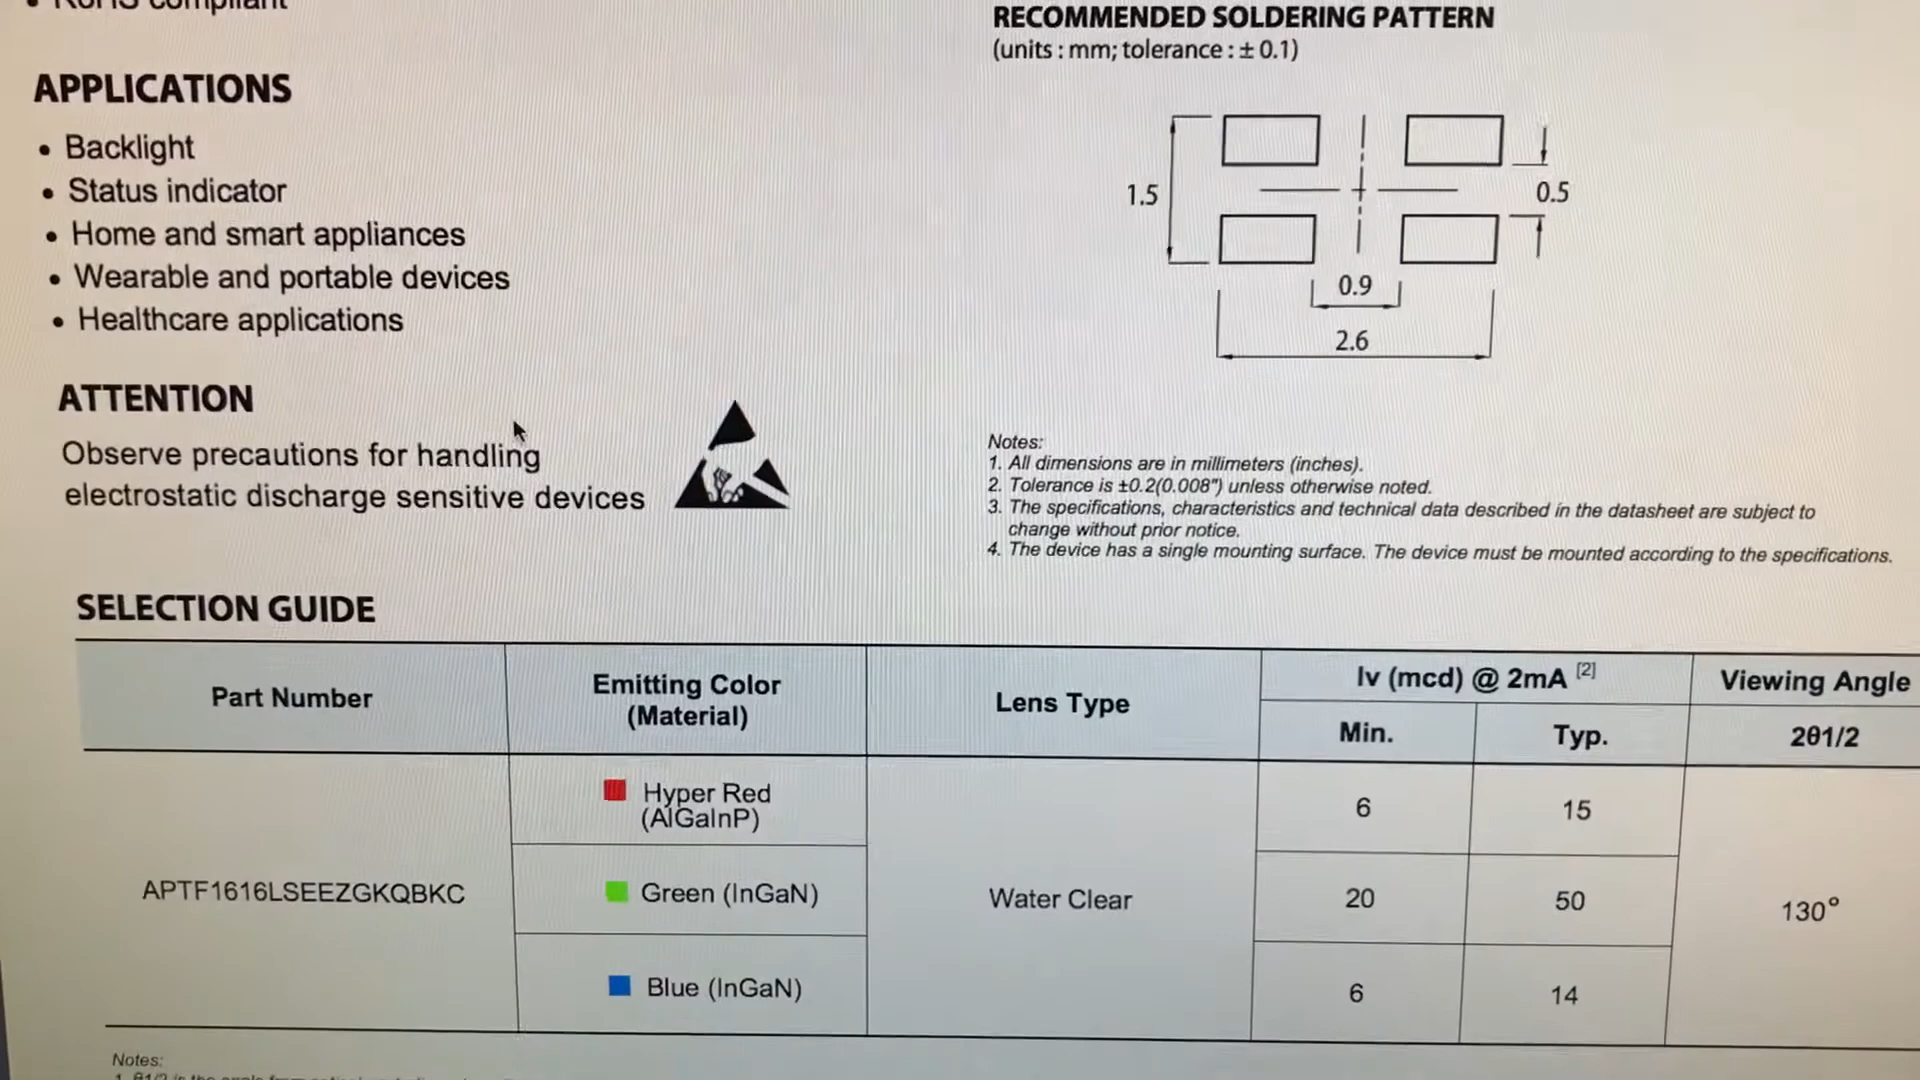 RoHS compliant
APPLICATIONS
• Backlight
• Status indicator
• Home and smart appliances
• Wearable and portable devices
• Healthcare applications
ATTENTION
Observe precautions for handling
electrostatic discharge sensitive devices
RECOMMENDED SOLDERING PATTERN
(units : mm; tolerance : ± 0.1)
1.5
0.5
0.9
2.6
Notes:
1. All dimensions are in millimeters (inches).
2. Tolerance is ±0.2(0.008") unless otherwise noted.
3. The specifications, characteristics and technical data described in the datasheet are subject to
change without prior notice.
4. The device has a single mounting surface. The device must be mounted according to the specifications.
SELECTION GUIDE
Part Number
Emitting Color
(Material)
Lens Type
Iv (mcd) @ 2mA [2]
Min.
Typ.
Viewing Angle
2θ1/2
APTF1616LSEEZGKQBKC
Hyper Red
(AlGaInP)
6
15
Green (InGaN)
Water Clear
20
50
130°
Blue (InGaN)
6
14
Notes: